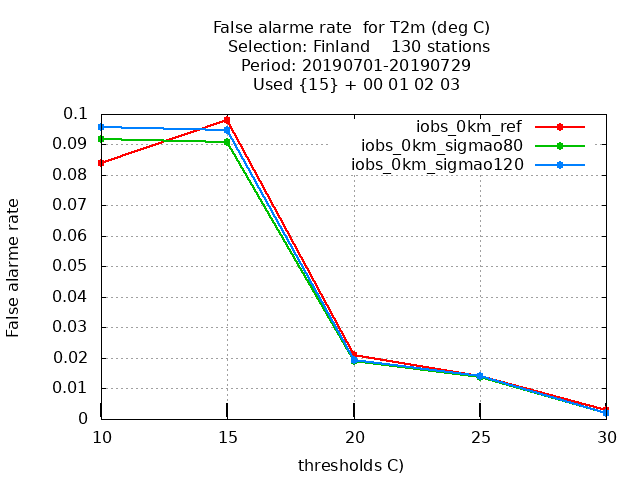 False alarme rate  for T2m (deg C)
Selection: Finland    130 stations
Period: 20190701-20190729
Used {15} + 00 01 02 03
iobs_0km_ref
iobs_0km_sigmao80
iobs_0km_sigmao120
False alarme rate
0.1
0.09
0.08
0.07
0.06
0.05
0.04
0.03
0.02
0.01
0
10 15 20 25 30
thresholds C)